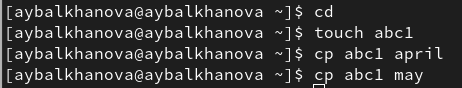 [aybalkhanova@aybalkhanova ~]$ cd
[aybalkhanova@aybalkhanova ~]$ touch abc1
[aybalkhanova@aybalkhanova ~]$ cp abc1 april
[aybalkhanova@aybalkhanova ~]$ cp abc1 may